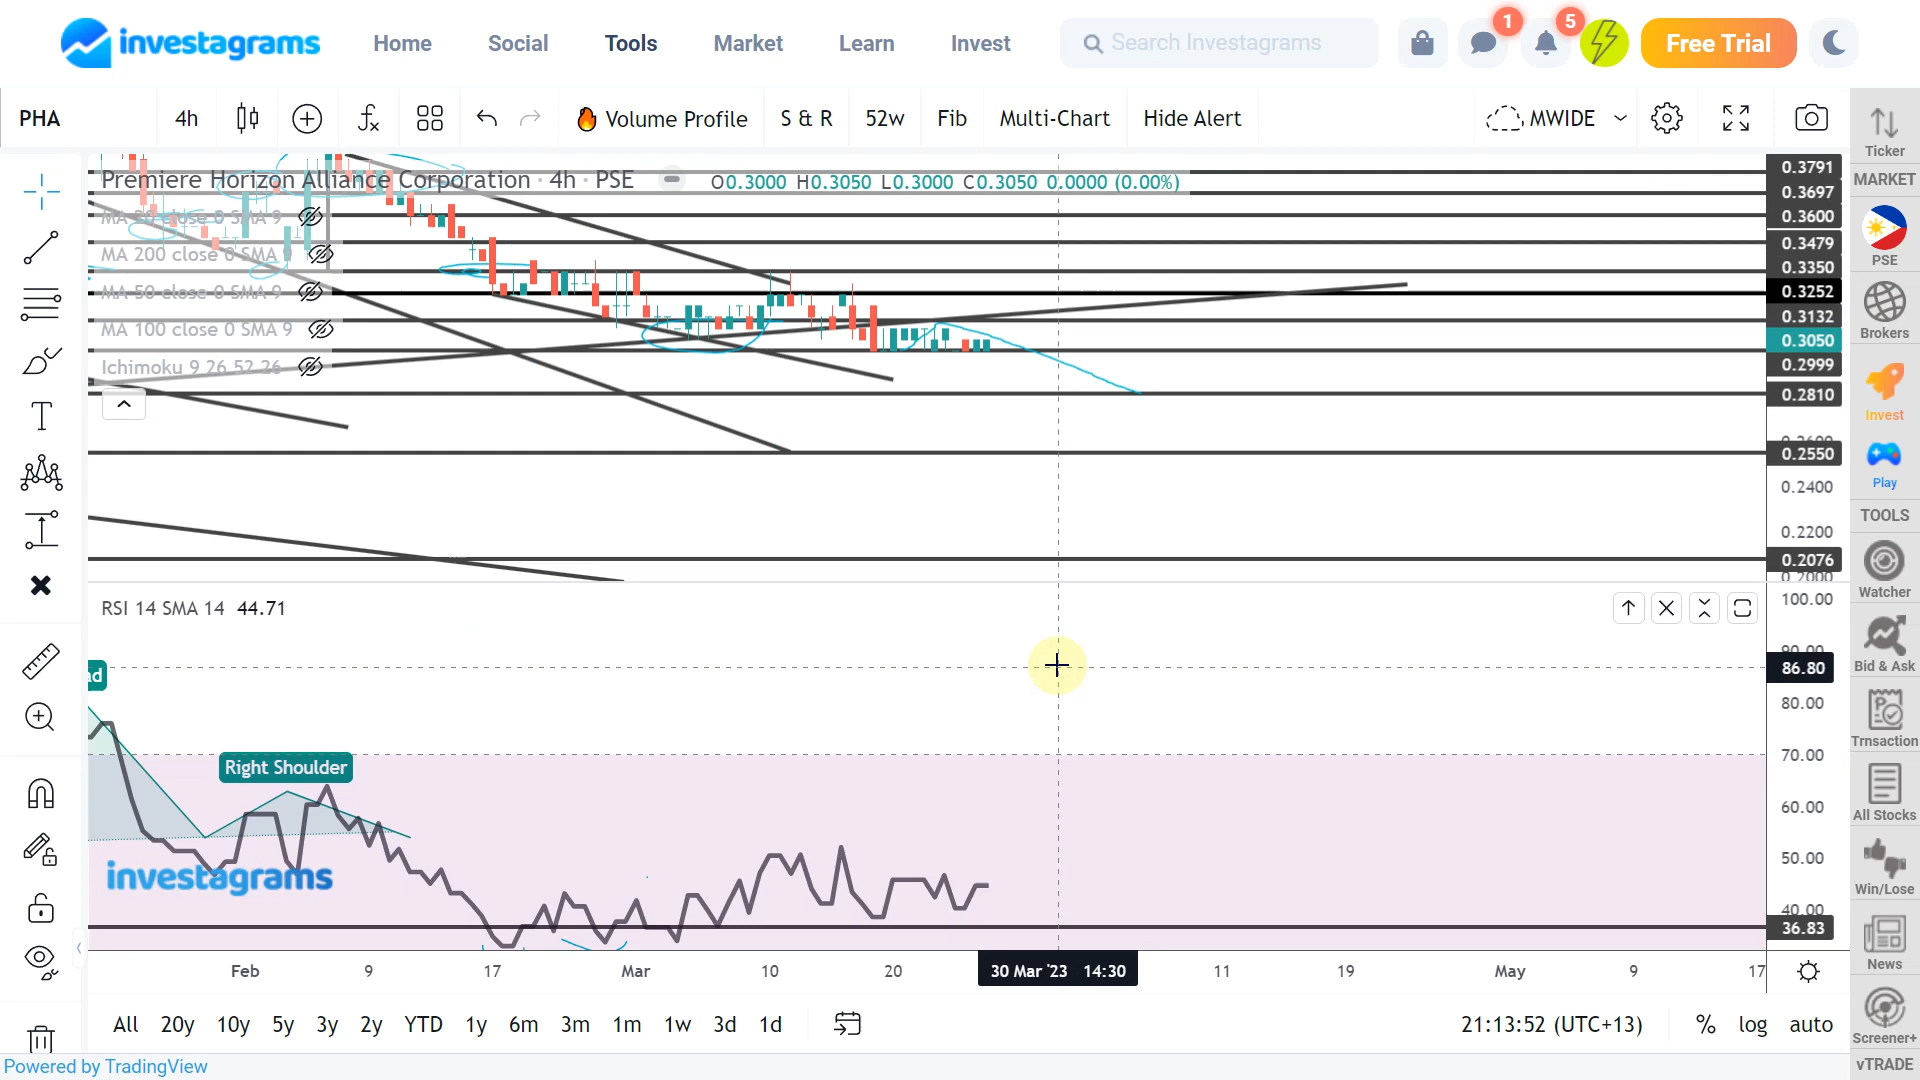 investagrams
Home
Social
Tools
Market
Learn
Invest
Search Investagrams
1
5
Free Trial
PHA
4h
Volume Profile
S & R
52w
Fib
Multi-Chart
Hide Alert
MWIDE
Ticker
MARKET
PSE
Brokers
Invest
Play
TOOLS
Watcher
Bid & Ask
Trnsaction
All Stocks
Win/Lose
News
Screener+
vTRADE
Premiere Horizon Alliance Corporation · 4h · PSE
O0.3000 H0.3050 L0.3000 C0.3050 0.0000 (0.00%)
MA 20 close 0 SMA 9
MA 200 close 0 SMA 9
MA 50 close 0 SMA 9
MA 100 close 0 SMA 9
Ichimoku 9 26 52 26
0.3791
0.3697
0.3600
0.3479
0.3350
0.3252
0.3132
0.3050
0.2999
0.2810
0.2600
0.2550
0.2400
0.2200
0.2076
0.2000
RSI 14 SMA 14 44.71
100.00
90.00
86.80
80.00
70.00
60.00
50.00
40.00
36.83
Right Shoulder
investagrams
Feb
9
17
Mar
10
20
30 Mar '23 14:30
11
19
May
9
17
All
20y
10y
5y
3y
2y
YTD
1y
6m
3m
1m
1w
3d
1d
21:13:52 (UTC+13)
%
log
auto
Powered by TradingView